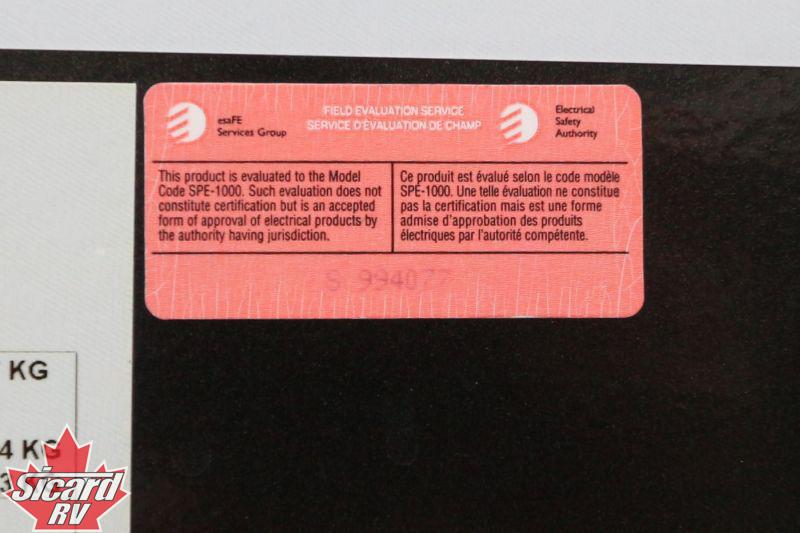 esaFE
Services Group
FIELD EVALUATION SERVICE
SERVICE D'ÉVALUATION DE CHAMP
Electrical
Safety
Authority
This product is evaluated to the Model
Code SPE-1000. Such evaluation does not
constitute certification but is an accepted
form of approval of electrical products by
the authority having jurisdiction.
Ce produit est évalué selon le code modèle
SPE-1000. Une telle évaluation ne constitue
pas la certification mais est une forme
admise d'approbation des produits
électriques par l'autorité compétente.
S 994077
KG
4 KG
Sicard
RV